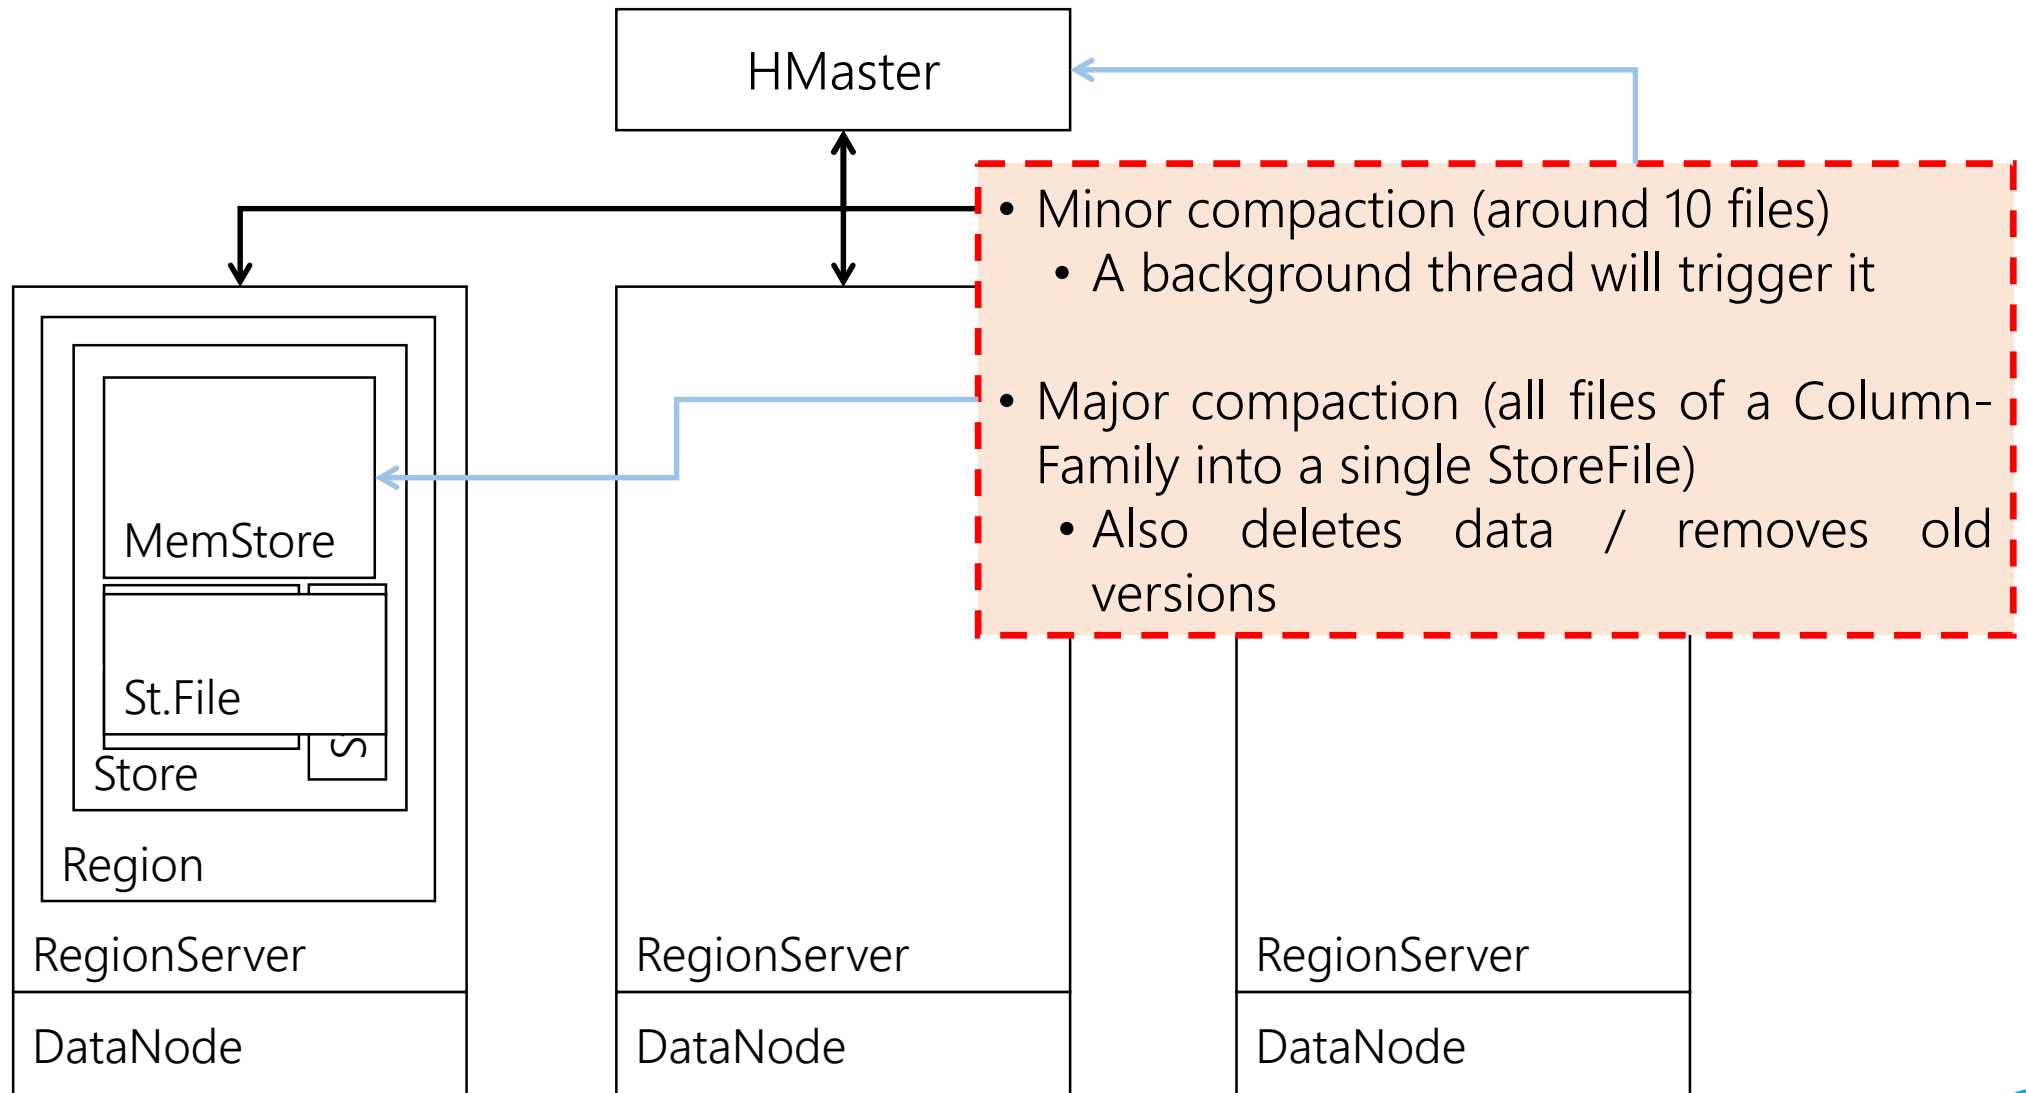 HMaster
• Minor compaction (around 10 files)
• A background thread will trigger it
• Major compaction (all files of a Column-
Family into a single StoreFile)
• Also deletes data / removes old
versions
MemStore
St.File
Store
Region
RegionServer
RegionServer
RegionServer
DataNode
DataNode
DataNode